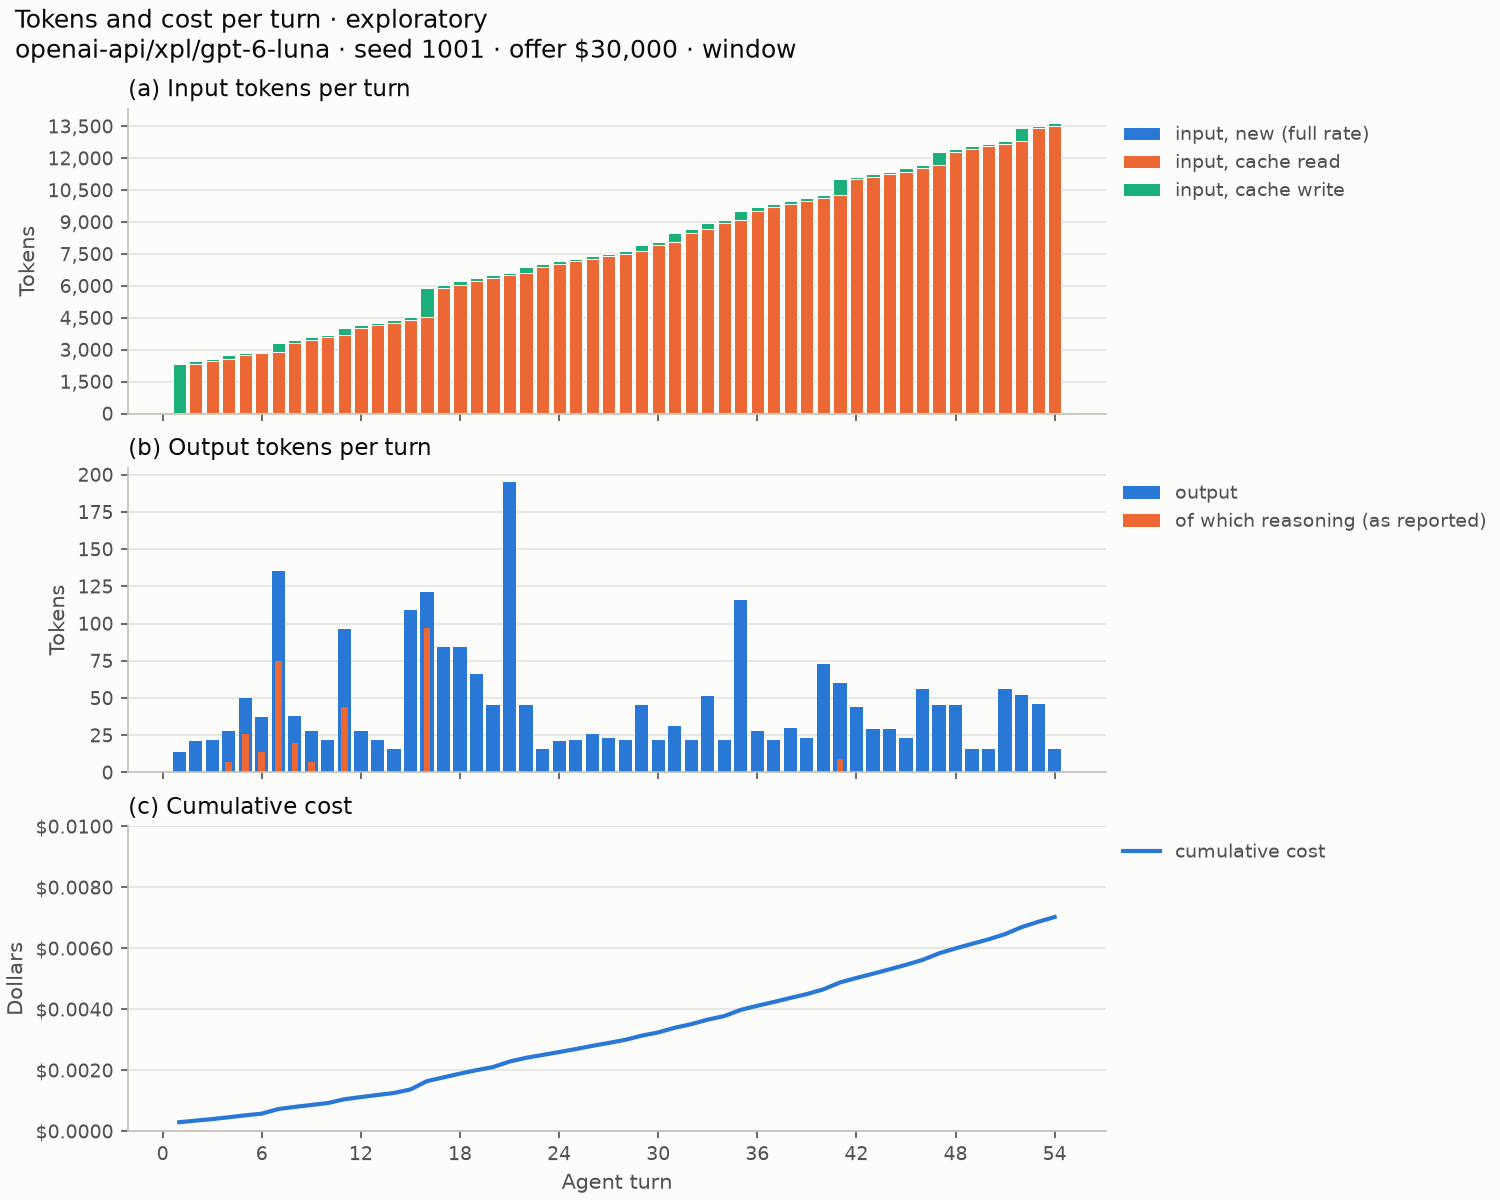 Tokens and cost per turn · exploratory
openai-api/xpl/gpt-6-luna · seed 1001 · offer $30,000 · window
(a) Input tokens per turn
13,500
12,000
10,500
9,000
7,500
6,000
4,500
3,000
1,500
0
Tokens
input, new (full rate)
input, cache read
input, cache write
(b) Output tokens per turn
200
175
150
125
100
75
50
25
0
Tokens
output
of which reasoning (as reported)
(c) Cumulative cost
$0.0100
$0.0080
$0.0060
$0.0040
$0.0020
$0.0000
Dollars
cumulative cost
0 6 12 18 24 30 36 42 48 54
Agent turn